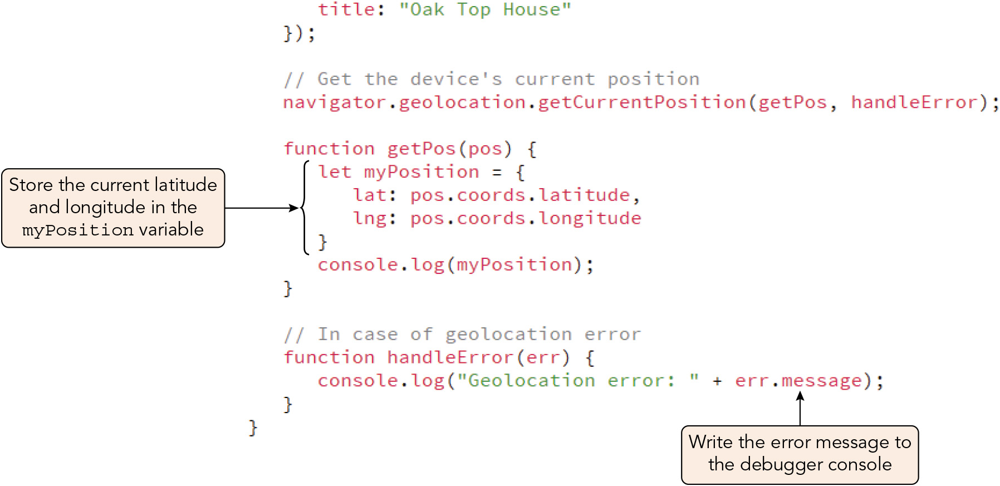 title: "Oak Top House"
});
// Get the device's current position
navigator.geolocation.getCurrentPosition(getPos, handleError);
function getPos(pos) {
let myPosition = {
lat: pos.coords.latitude,
lng: pos.coords.longitude
}
console.log(myPosition);
}
Store the current latitude
and longitude in the
myPosition variable
// In case of geolocation error
function handleError(err) {
console.log("Geolocation error: " + err.message);
}
}
Write the error message to
the debugger console